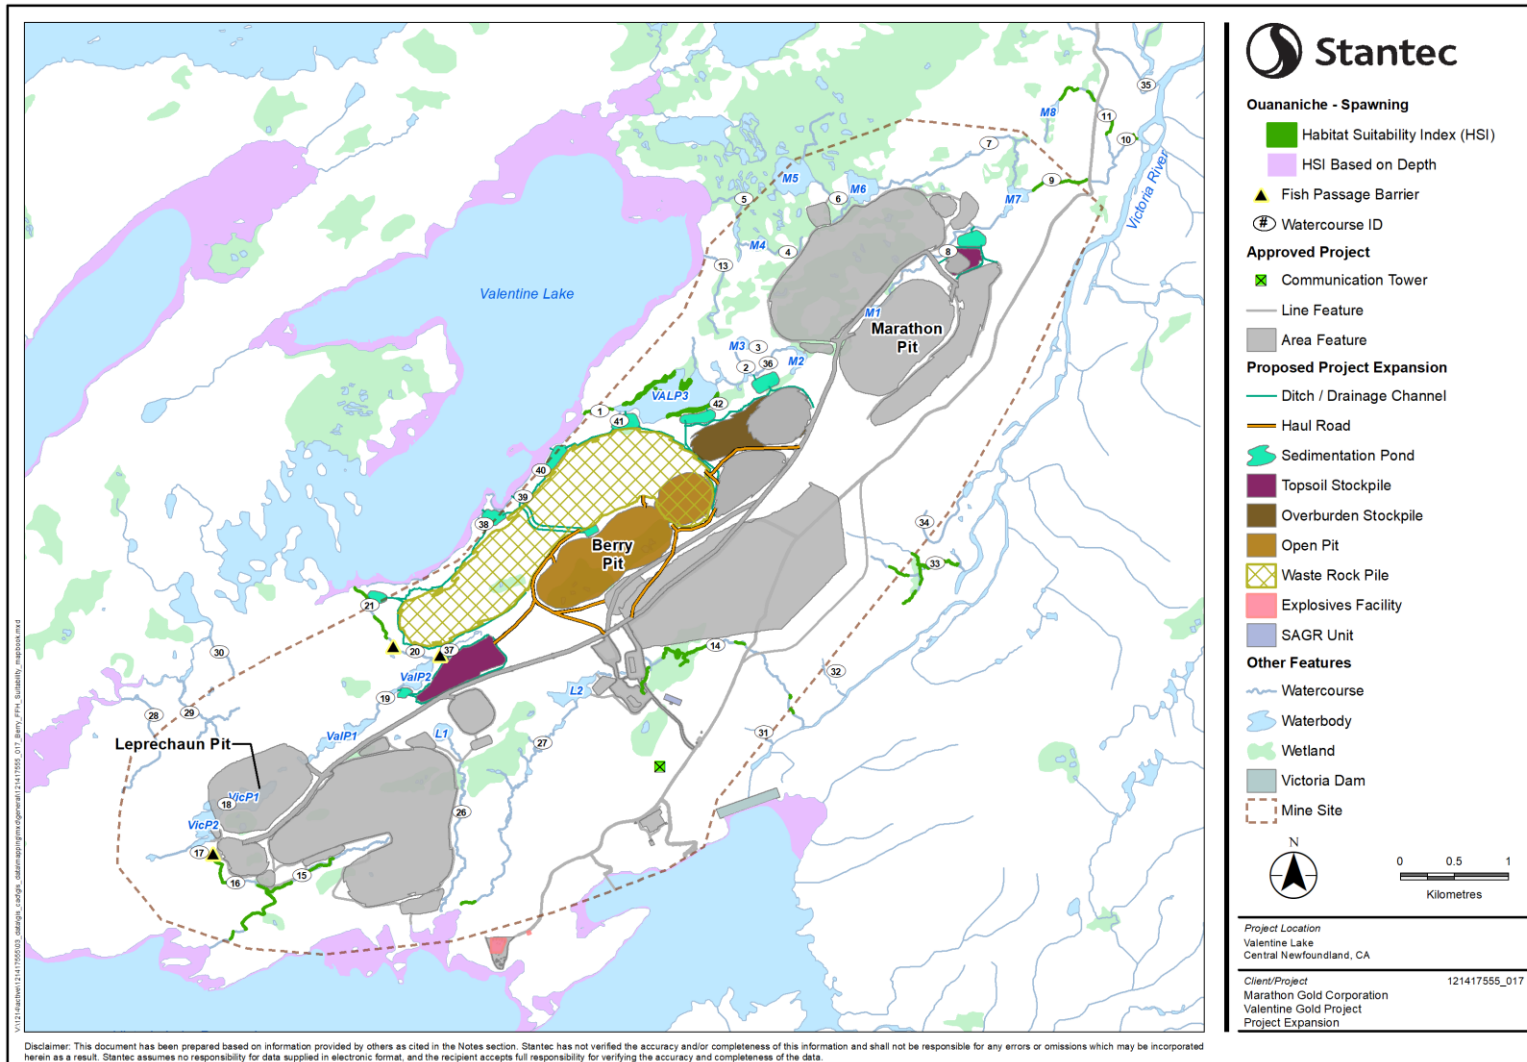 Stantec
Ouananiche - Spawning
Habitat Suitability Index (HSI)
HSI Based on Depth
Fish Passage Barrier
# Watercourse ID
Approved Project
Communication Tower
Line Feature
Area Feature
Proposed Project Expansion
Ditch / Drainage Channel
Haul Road
Sedimentation Pond
Topsoil Stockpile
Overburden Stockpile
Open Pit
Waste Rock Pile
Explosives Facility
SAGR Unit
Other Features
Watercourse
Waterbody
Wetland
Victoria Dam
Mine Site
N
0 0.5 1
Kilometres
Project Location
Valentine Lake
Central Newfoundland, CA
Client/Project 121417555_017
Marathon Gold Corporation
Valentine Gold Project
Project Expansion
35
M8
11
10
7
M5
M6
9
Victoria River
5
6
M7
M4
4
8
13
Valentine Lake
M1
Marathon
Pit
M3
3
2
36
M2
VALP3
42
1
41
40
39
38
34
Berry
Pit
33
21
20
37
14
30
ValP2
32
19
L2
28
29
31
ValP1
L1
27
Leprechaun Pit
VicP1
18
26
VicP2
17
16
15
Disclaimer: This document has been prepared based on information provided by others as cited in the Notes section. Stantec has not verified the accuracy and/or completeness of this information and shall not be responsible for any errors or omissions which may be incorporated
herein as a result. Stantec assumes no responsibility for data supplied in electronic format, and the recipient accepts full responsibility for verifying the accuracy and completeness of the data.